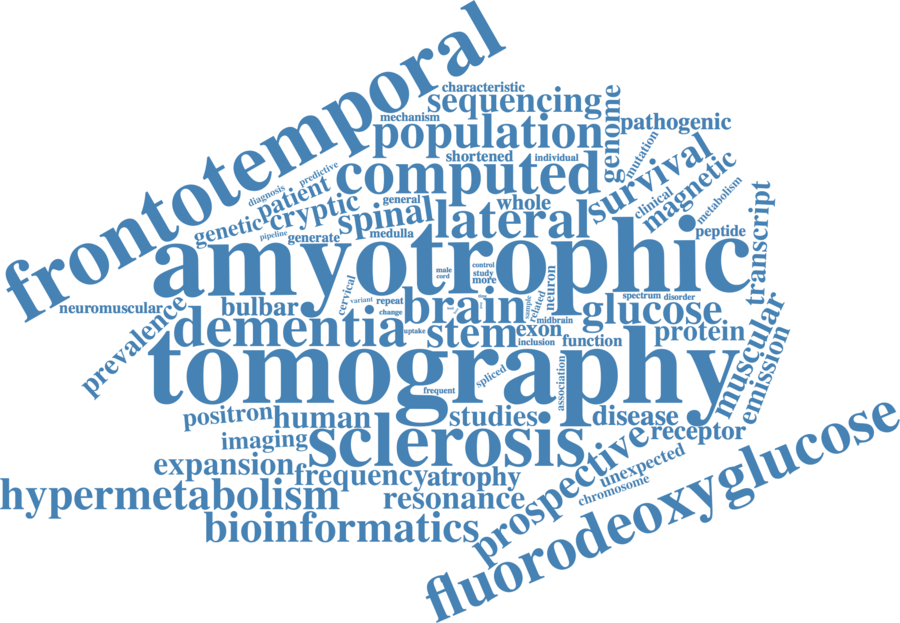 frontotemporal
characteristic
sequencing
mechanism
population
genome
pathogenic
mutation
shortened
individual
computed
survival
magnetic
predictive
diagnosis
patient
general
whole
clinical
metabolism
genetic
cryptic
spinal
lateral
pipeline
generate
medulla
peptide
transcript
amyotrophic
male
cord
control
study
more
neuron
cervical
variant
repeat
change
brain
sample
related
spectrum
disorder
neuromuscular
bulbar
glucose
midbrain
prevalence
dementia
uptake
stem
exon
inclusion
function
protein
muscular
emission
tomography
frequent
spliced
association
positron
human
studies
disease
imaging
sclerosis
receptor
expansion
frequency
atrophy
prospective
unexpected
chromosome
hypermetabolism
resonance
bioinformatics
fluorodeoxyglucose